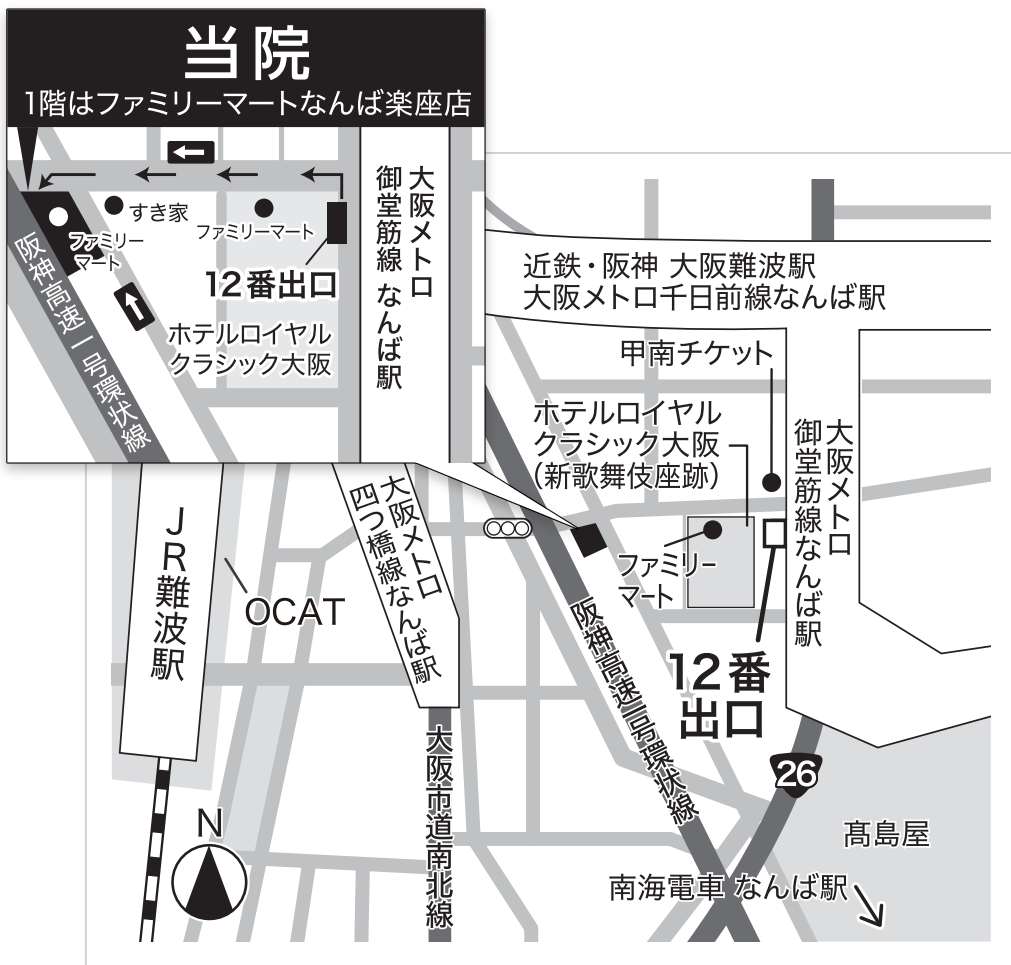 当院
1階はファミリーマートなんば楽座店
すき家
ファミリーマート
ファミリー
マート
12番出口
ホテルロイヤル
クラシック大阪
阪神高速一号環状線
大阪メトロ
御堂筋線 なんば駅
近鉄・阪神 大阪難波駅
大阪メトロ千日前線なんば駅
甲南チケット
ホテルロイヤル
クラシック大阪
(新歌舞伎座跡)
大阪メトロ
御堂筋線なんば駅
ファミリー
マート
12番
出口
阪神高速一号環状線
大阪メトロ
四つ橋線なんば駅
JR難波駅
OCAT
大阪市道南北線
26
髙島屋
南海電車 なんば駅
N